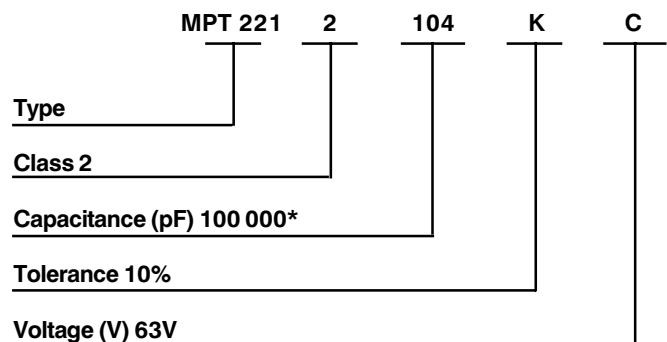 MPT 221 2 104 K C
Type
Class 2
Capacitance (pF) 100 000*
Tolerance 10%
Voltage (V) 63V